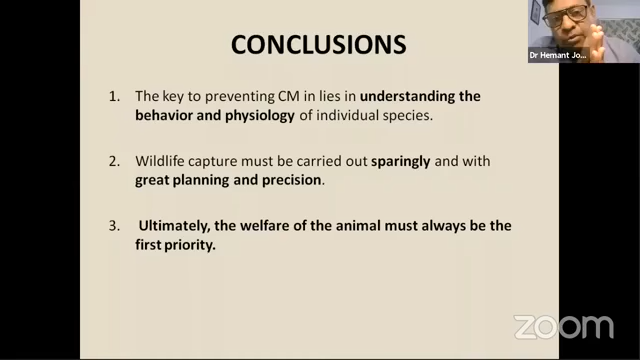 CONCLUSIONS
Dr Hemant Jo...
1. The key to preventing CM in lies in understanding the
behavior and physiology of individual species.
2. Wildlife capture must be carried out sparingly and with
great planning and precision.
3. Ultimately, the welfare of the animal must always be the
first priority.
zoom